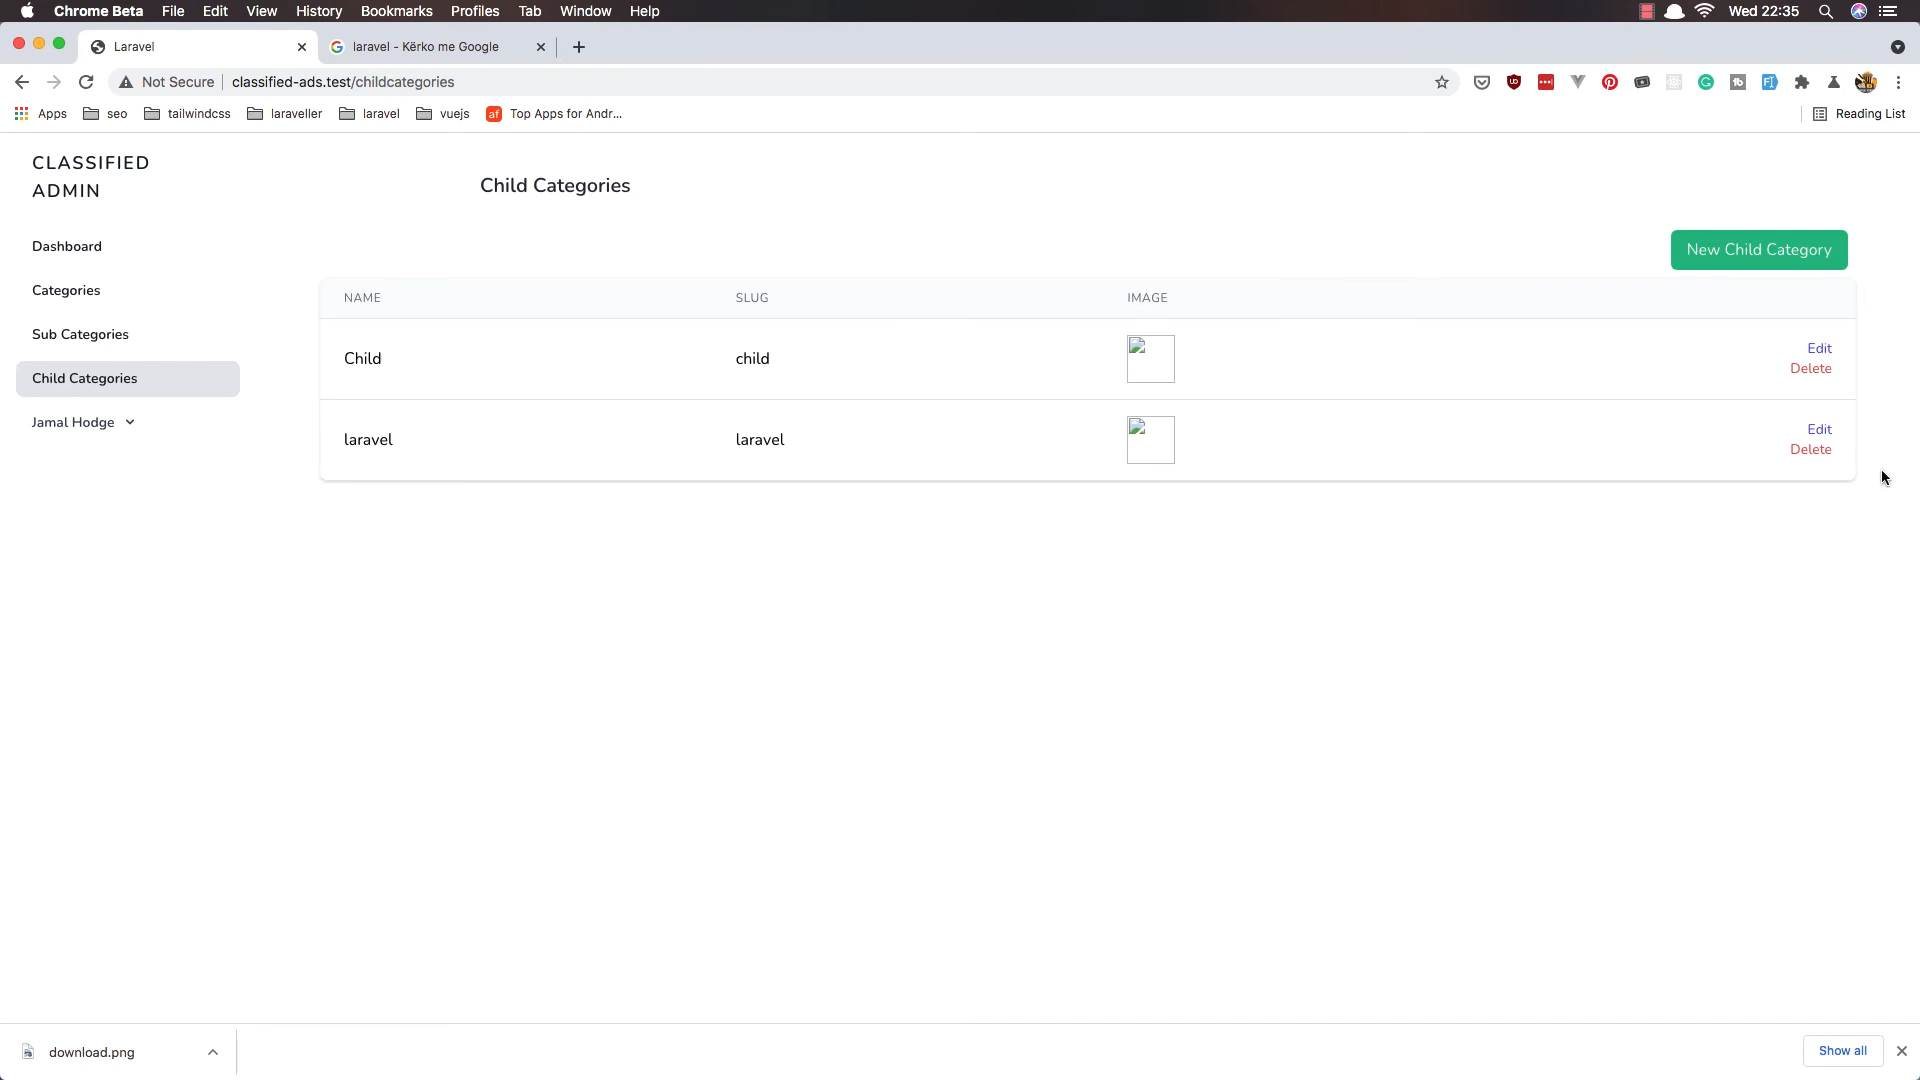 Chrome Beta File Edit View History Bookmarks Profiles Tab Window Help Wed 22:35
Laravel laravel - Kërko me Google
Not Secure classified-ads.test/childcategories
Apps seo tailwindcss laraveller laravel vuejs af Top Apps for Andr... Reading List
CLASSIFIED
ADMIN
Child Categories
Dashboard
New Child Category
Categories
NAME SLUG IMAGE
Sub Categories
Child child Edit
Delete
Child Categories
Jamal Hodge
laravel laravel Edit
Delete
download.png Show all